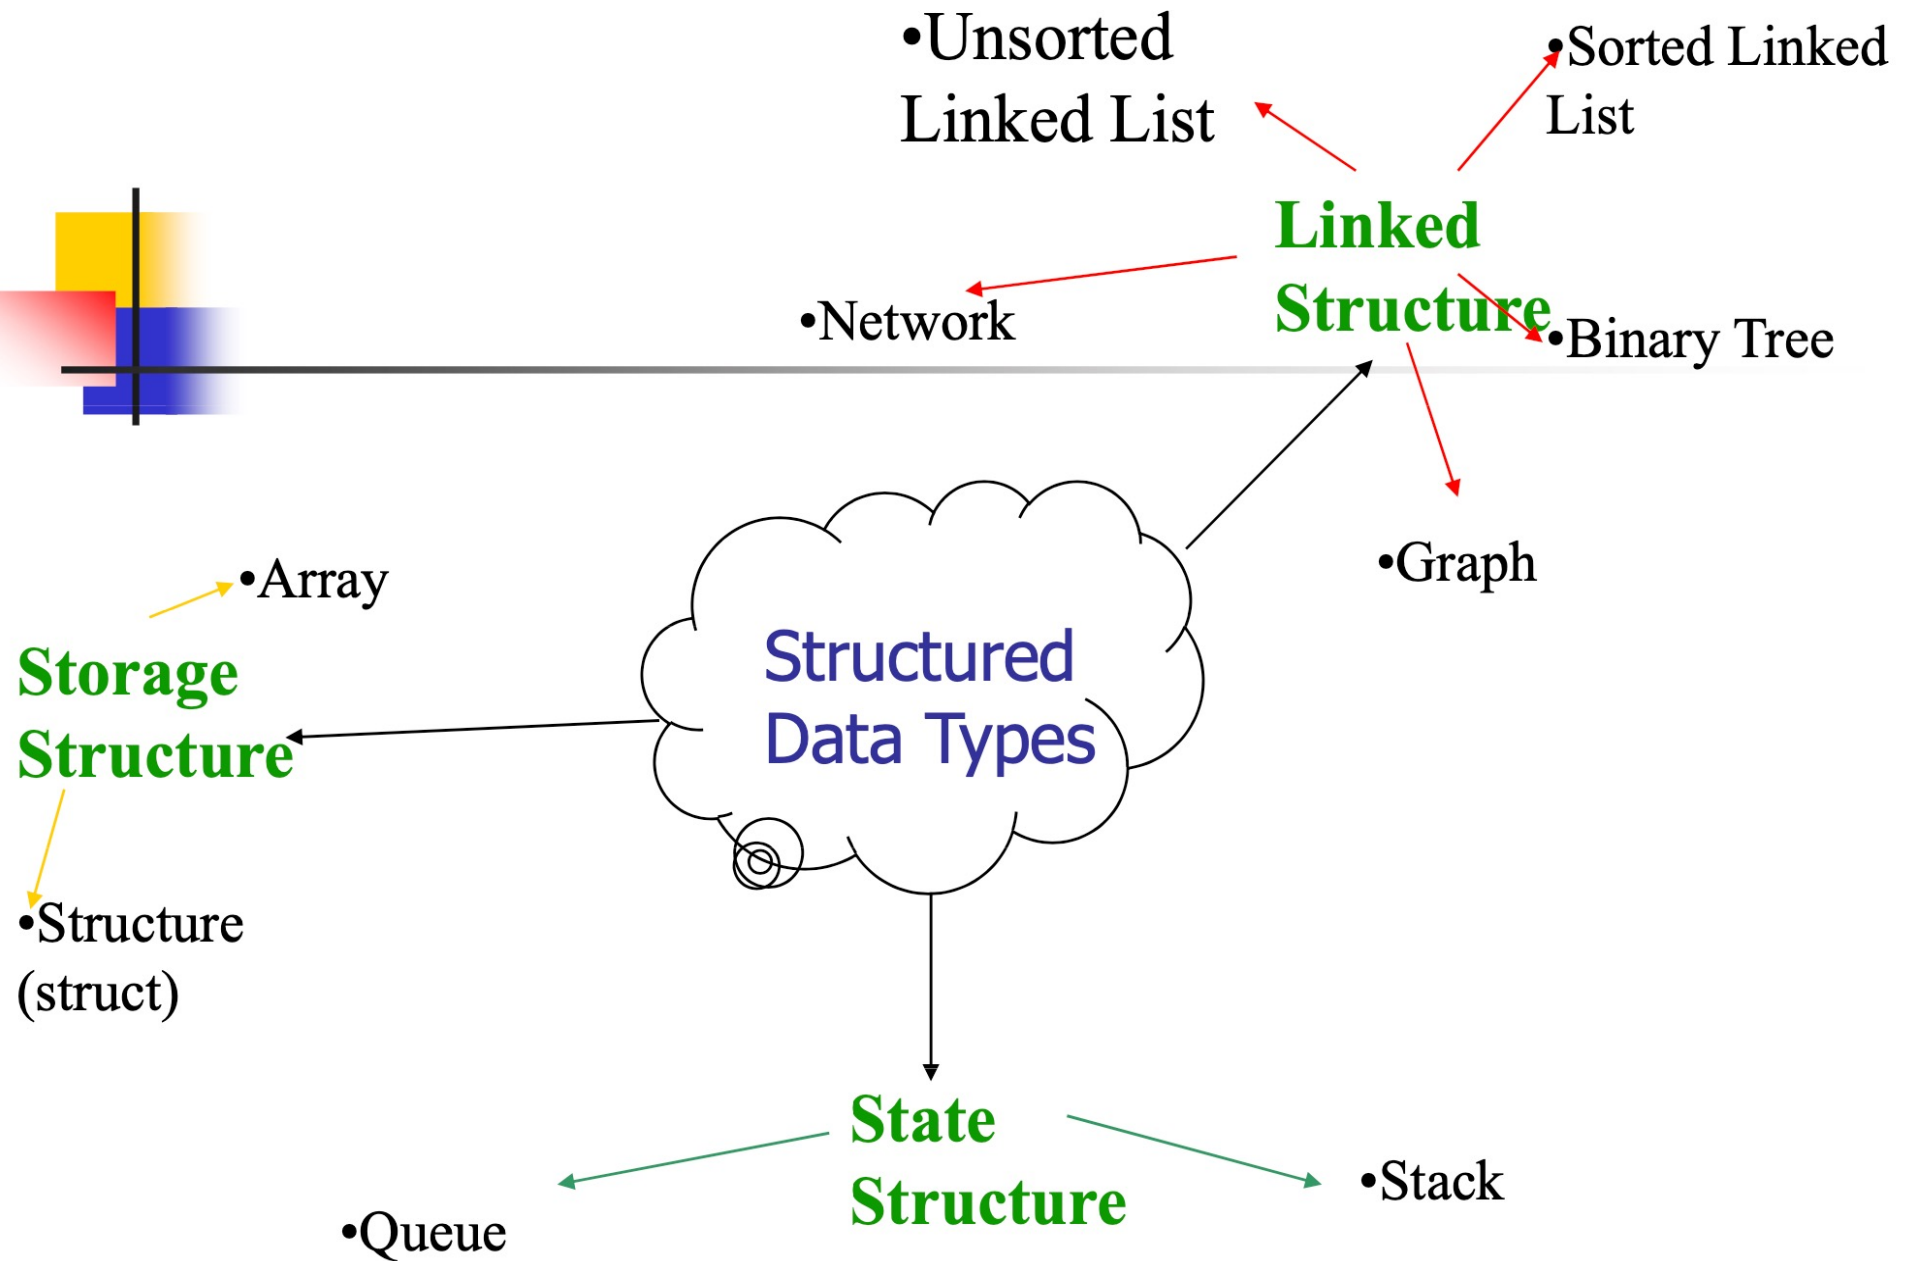 •Unsorted
Linked List
•Sorted Linked
List
Linked
Structure
•Network
•Binary Tree
•Graph
•Array
Storage
Structure
•Structure
(struct)
Structured
Data Types
State
Structure
•Stack
•Queue